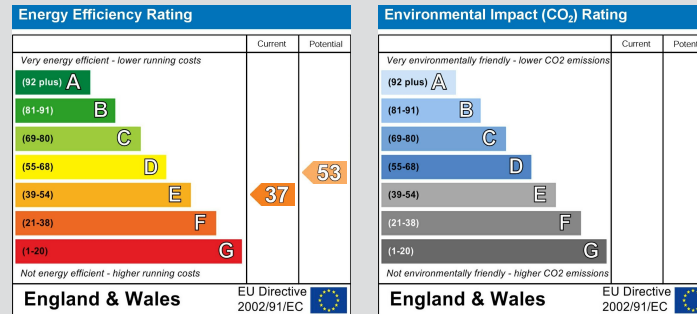 Energy Efficiency Rating
Current Potential
Very energy efficient - lower running costs
(92 plus) A
(81-91) B
(69-80) C
(55-68) D
(39-54) E
(21-38) F
(1-20) G
37
53
Not energy efficient - higher running costs
England & Wales
EU Directive
2002/91/EC
Environmental Impact (CO₂) Rating
Current Potent
Very environmentally friendly - lower CO2 emissions
(92 plus) A
(81-91) B
(69-80) C
(55-68) D
(39-54) E
(21-38) F
(1-20) G
Not environmentally friendly - higher CO2 emissions
England & Wales
EU Directive
2002/91/EC